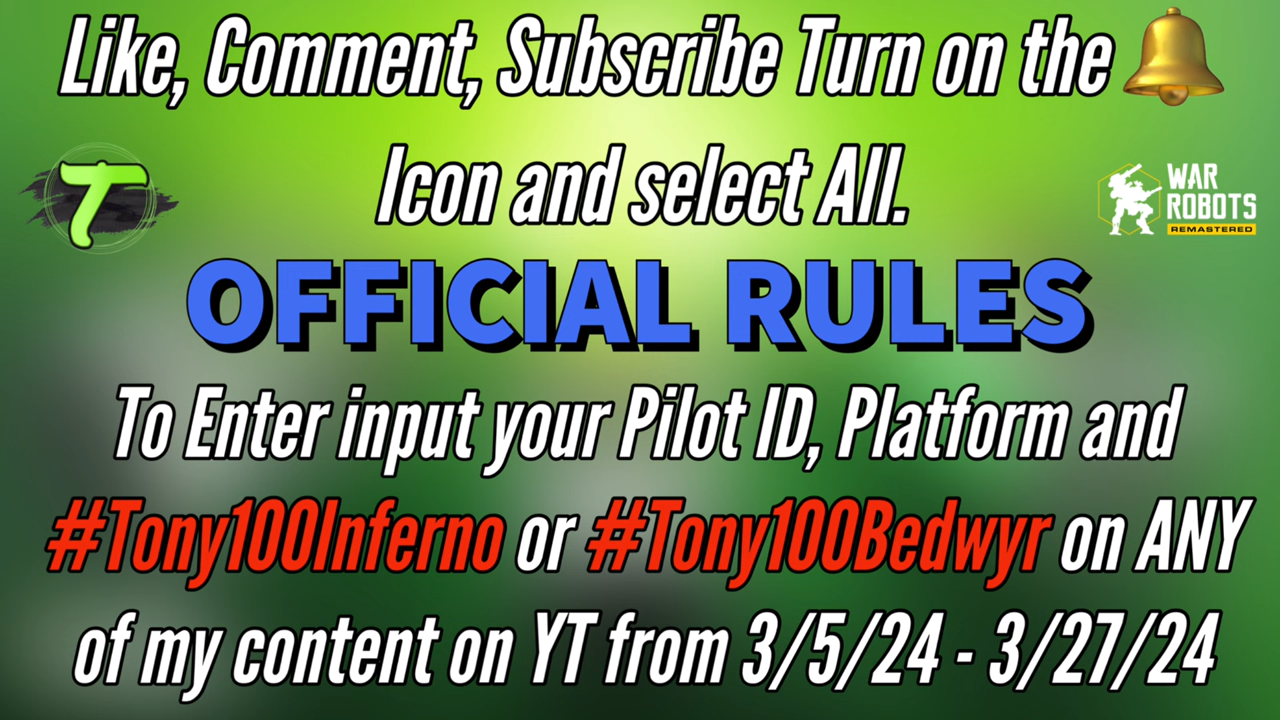 Like, Comment, Subscribe Turn on the
Icon and select All.
T
WAR
ROBOTS
REMASTERED
OFFICIAL RULES
To Enter input your Pilot ID, Platform and
#Tony100Inferno or #Tony100Bedwyr on ANY
of my content on YT from 3/5/24 - 3/27/24